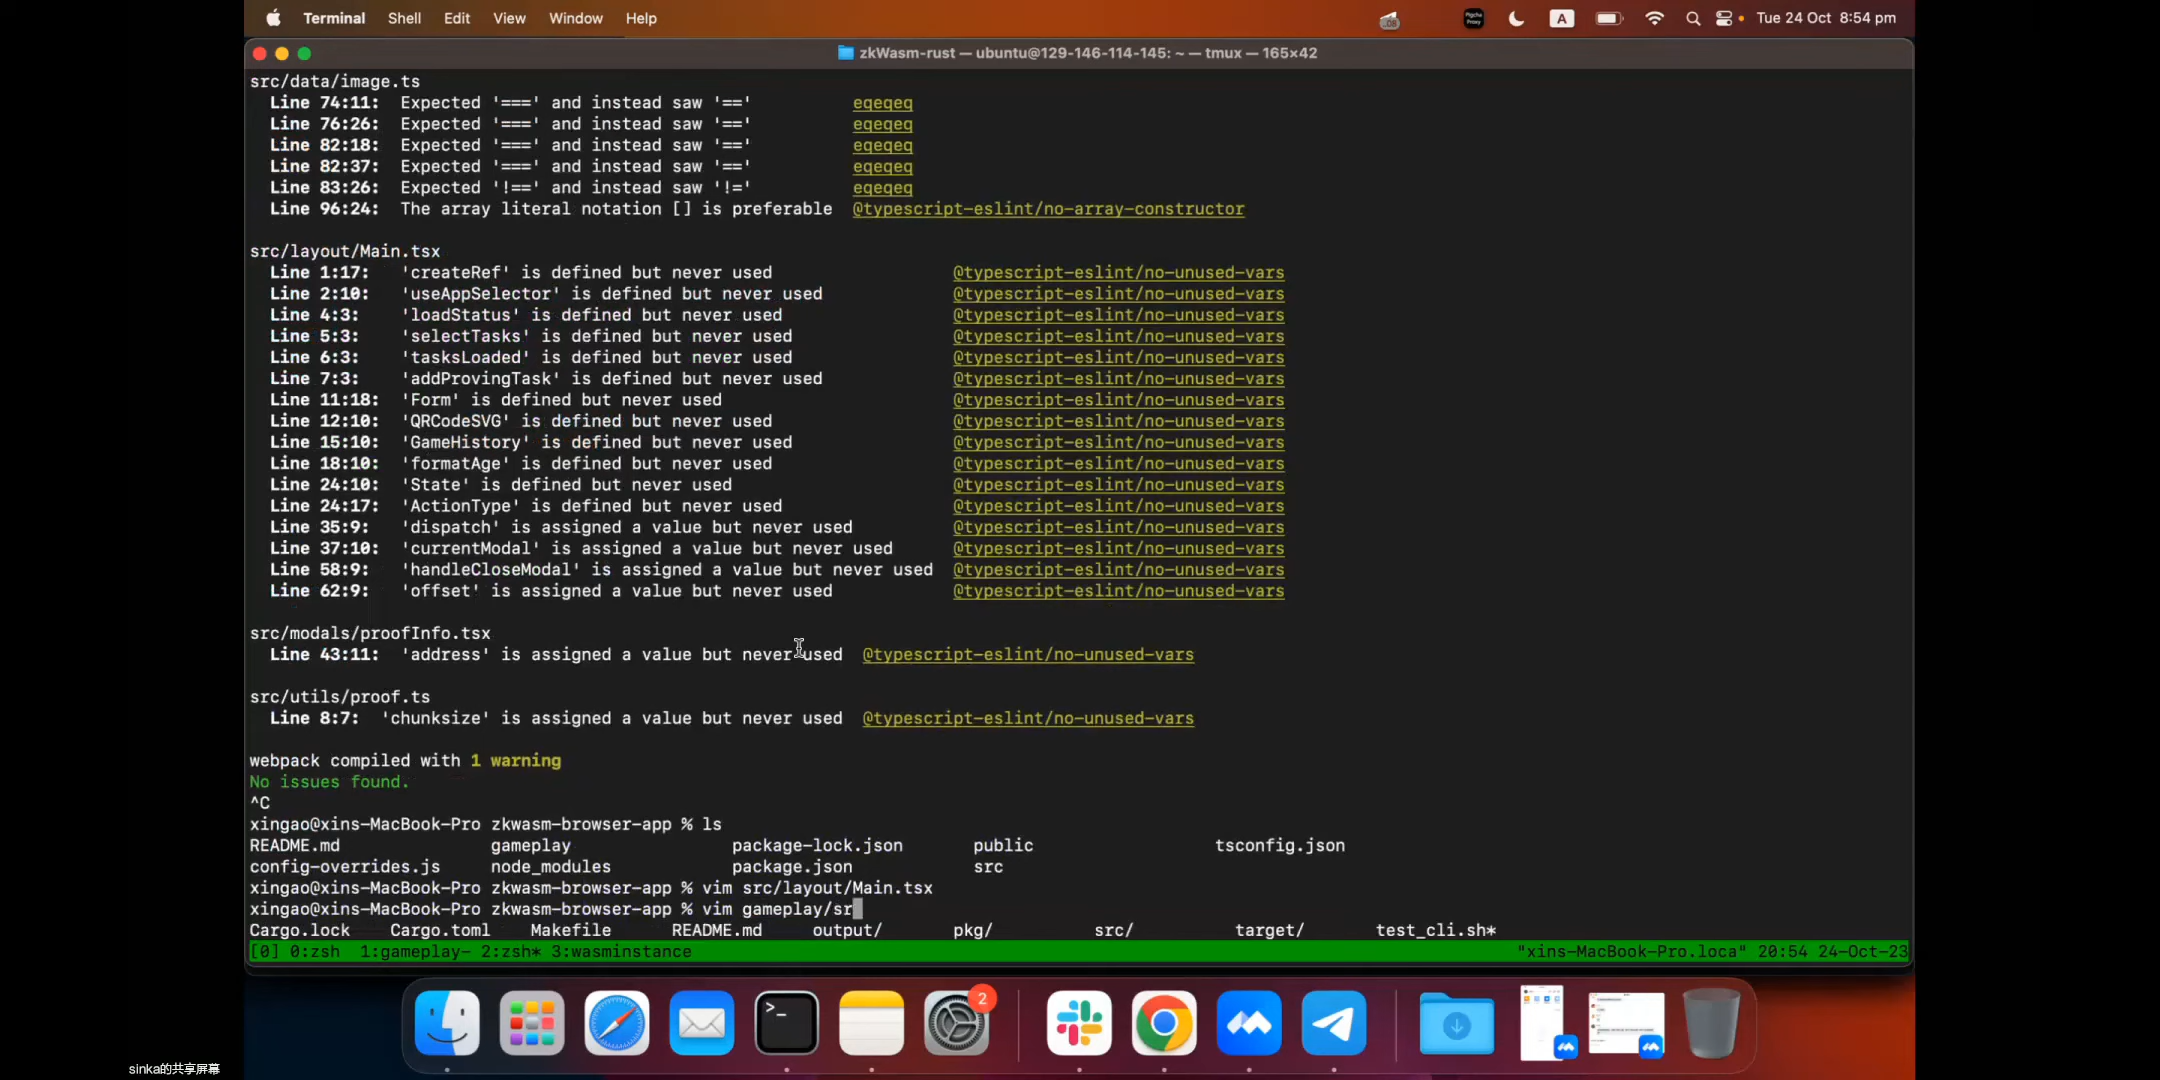 Terminal Shell Edit View Window Help A Tue 24 Oct 8:54 pm
zkWasm-rust — ubuntu@129-146-114-145: ~ — tmux — 165×42
src/data/image.ts
Line 74:11: Expected '===' and instead saw '==' eqeqeq
Line 76:26: Expected '===' and instead saw '==' eqeqeq
Line 82:18: Expected '===' and instead saw '==' eqeqeq
Line 82:37: Expected '===' and instead saw '==' eqeqeq
Line 83:26: Expected '!==' and instead saw '!=' eqeqeq
Line 96:24: The array literal notation [] is preferable @typescript-eslint/no-array-constructor
src/layout/Main.tsx
Line 1:17: 'createRef' is defined but never used @typescript-eslint/no-unused-vars
Line 2:10: 'useAppSelector' is defined but never used @typescript-eslint/no-unused-vars
Line 4:3: 'loadStatus' is defined but never used @typescript-eslint/no-unused-vars
Line 5:3: 'selectTasks' is defined but never used @typescript-eslint/no-unused-vars
Line 6:3: 'tasksLoaded' is defined but never used @typescript-eslint/no-unused-vars
Line 7:3: 'addProvingTask' is defined but never used @typescript-eslint/no-unused-vars
Line 11:18: 'Form' is defined but never used @typescript-eslint/no-unused-vars
Line 12:10: 'QRCodeSVG' is defined but never used @typescript-eslint/no-unused-vars
Line 15:10: 'GameHistory' is defined but never used @typescript-eslint/no-unused-vars
Line 18:10: 'formatAge' is defined but never used @typescript-eslint/no-unused-vars
Line 24:10: 'State' is defined but never used @typescript-eslint/no-unused-vars
Line 24:17: 'ActionType' is defined but never used @typescript-eslint/no-unused-vars
Line 35:9: 'dispatch' is assigned a value but never used @typescript-eslint/no-unused-vars
Line 37:10: 'currentModal' is assigned a value but never used @typescript-eslint/no-unused-vars
Line 58:9: 'handleCloseModal' is assigned a value but never used @typescript-eslint/no-unused-vars
Line 62:9: 'offset' is assigned a value but never used @typescript-eslint/no-unused-vars
src/modals/proofInfo.tsx
Line 43:11: 'address' is assigned a value but never used @typescript-eslint/no-unused-vars
src/utils/proof.ts
Line 8:7: 'chunksize' is assigned a value but never used @typescript-eslint/no-unused-vars
webpack compiled with 1 warning
No issues found.
^C
xingao@xins-MacBook-Pro zkwasm-browser-app % ls
README.md gameplay package-lock.json public tsconfig.json
config-overrides.js node_modules package.json src
xingao@xins-MacBook-Pro zkwasm-browser-app % vim src/layout/Main.tsx
xingao@xins-MacBook-Pro zkwasm-browser-app % vim gameplay/sr
Cargo.lock Cargo.toml Makefile README.md output/ pkg/ src/ target/ test_cli.sh*
[0] 0:zsh 1:gameplay- 2:zsh* 3:wasminstance "xins-MacBook-Pro.loca" 20:54 24-Oct-23
2
sinka的共享屏幕